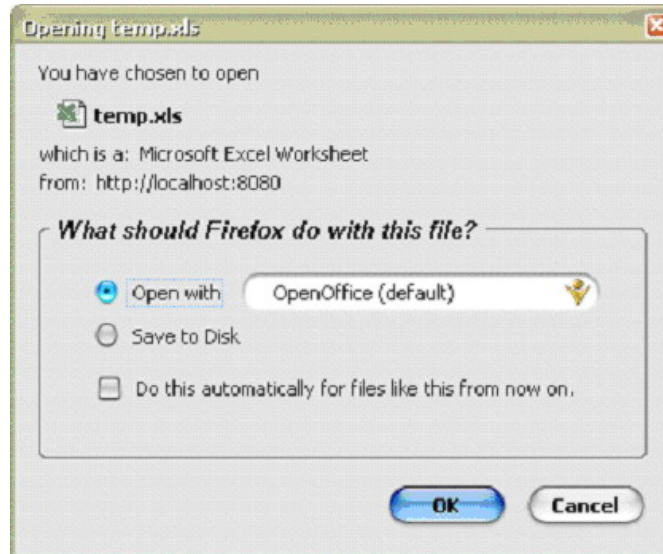 Opening temp.xls
You have chosen to open
temp.xls
which is a: Microsoft Excel Worksheet
from: http://localhost:8080
What should Firefox do with this file?
Open with OpenOffice (default)
Save to Disk
Do this automatically for files like this from now on.
OK Cancel